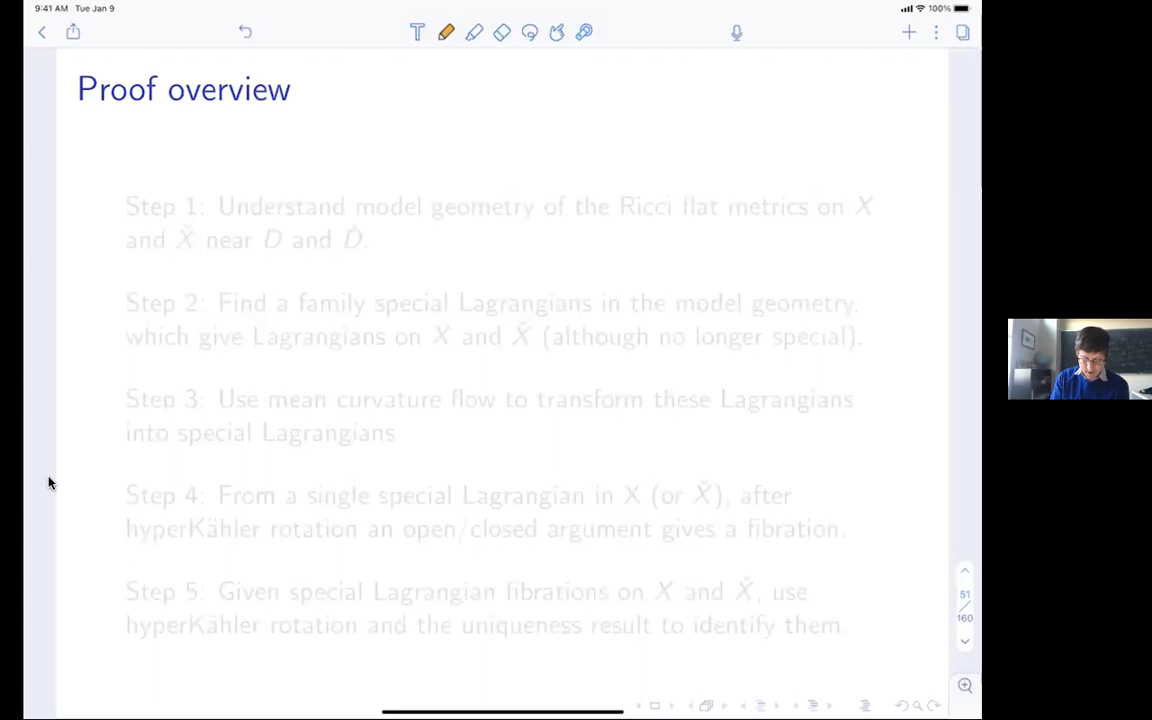 9:41 AM Tue Jan 9
100%
Proof overview
Step 1: Understand model geometry of the Ricci flat metrics on X
and X̌ near D and Ď.
Step 2: Find a family special Lagrangians in the model geometry,
which give Lagrangians on X and X̌ (although no longer special).
Step 3: Use mean curvature flow to transform these Lagrangians
into special Lagrangians
Step 4: From a single special Lagrangian in X (or X̌), after
hyperKähler rotation an open/closed argument gives a fibration.
Step 5: Given special Lagrangian fibrations on X and X̌, use
hyperKähler rotation and the uniqueness result to identify them.
51
/
160